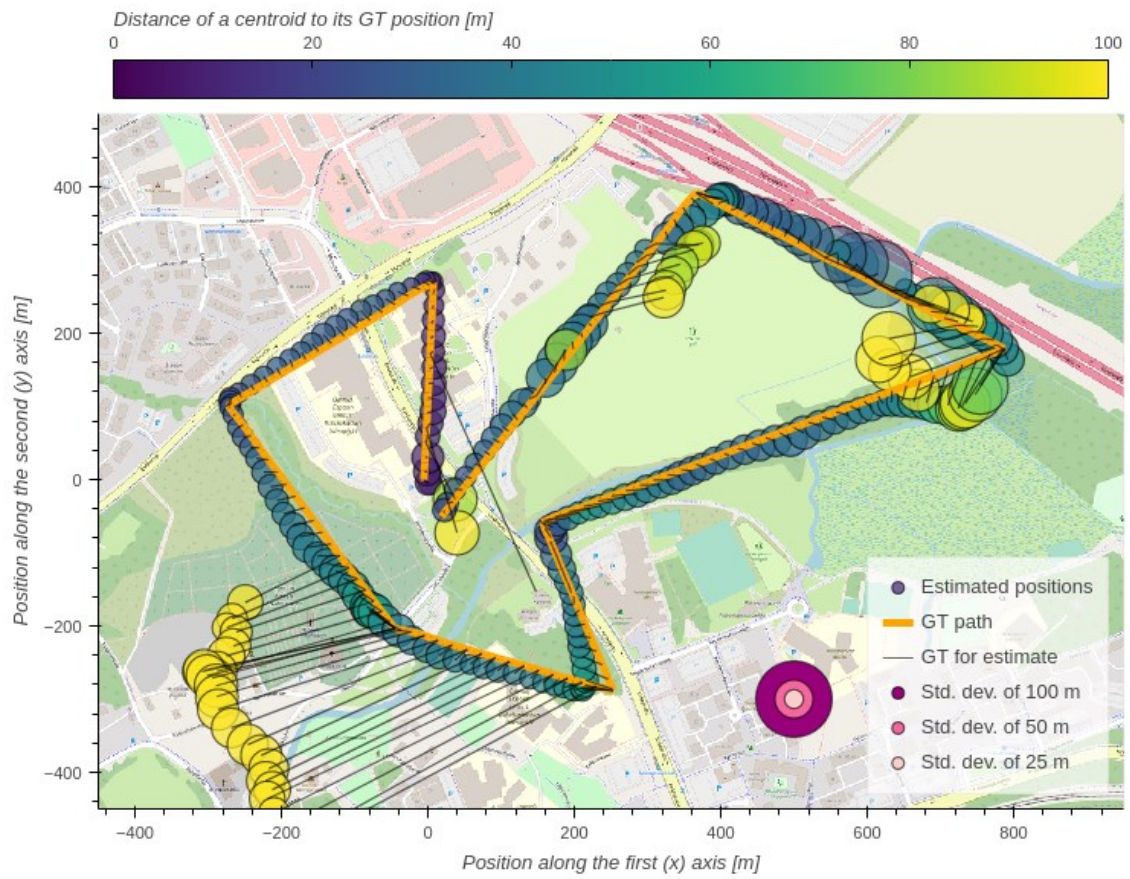 Distance of a centroid to its GT position [m]
0 20 40 60 80 100
Position along the second (y) axis [m]
400
200
0
−200
−400
Estimated positions
GT path
GT for estimate
Std. dev. of 100 m
Std. dev. of 50 m
Std. dev. of 25 m
−400 −200 0 200 400 600 800
Position along the first (x) axis [m]